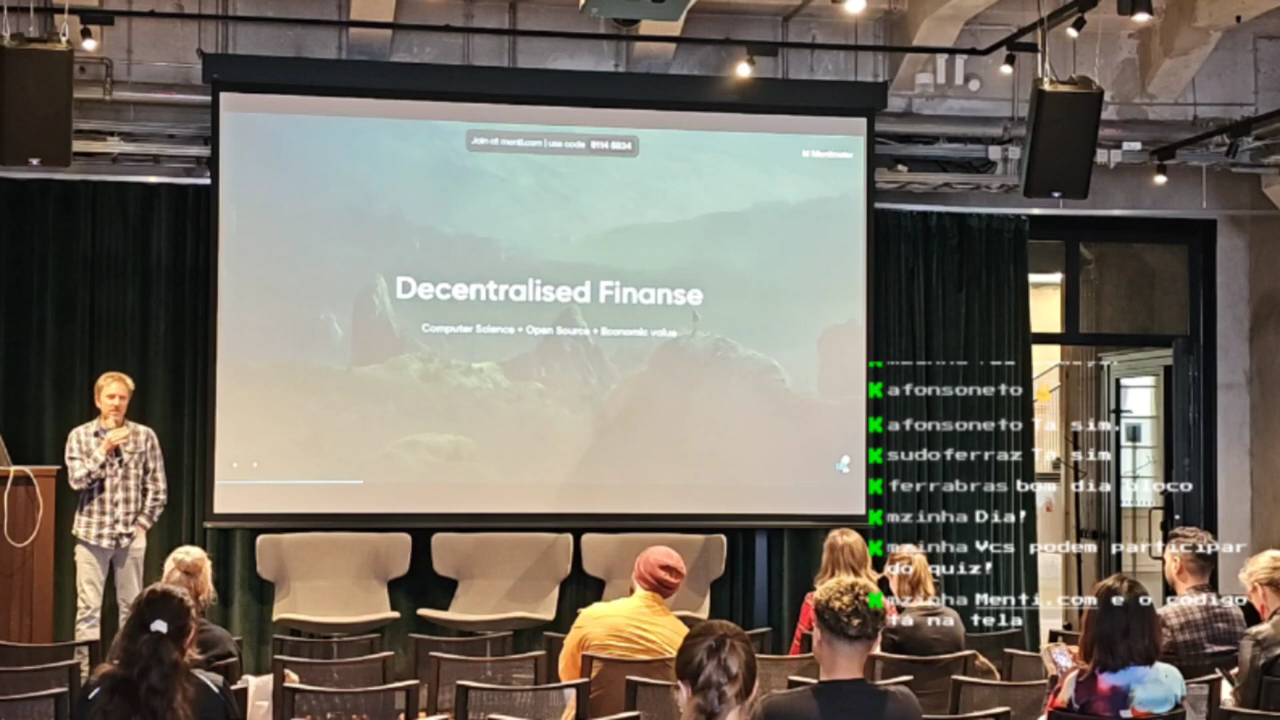 Join at menti.com | use code 8114 8834
Mentimeter
Decentralised Finanse
Computer Science + Open Source + Economic value
afonsoneto
afonsoneto Ta sim.
sudoferraz Ta sim
ferrabras bom dia bloco
mzinha Dia!
mzinha Vcs podem participar
do quiz!
mzinha Menti.com e o código
tá na tela